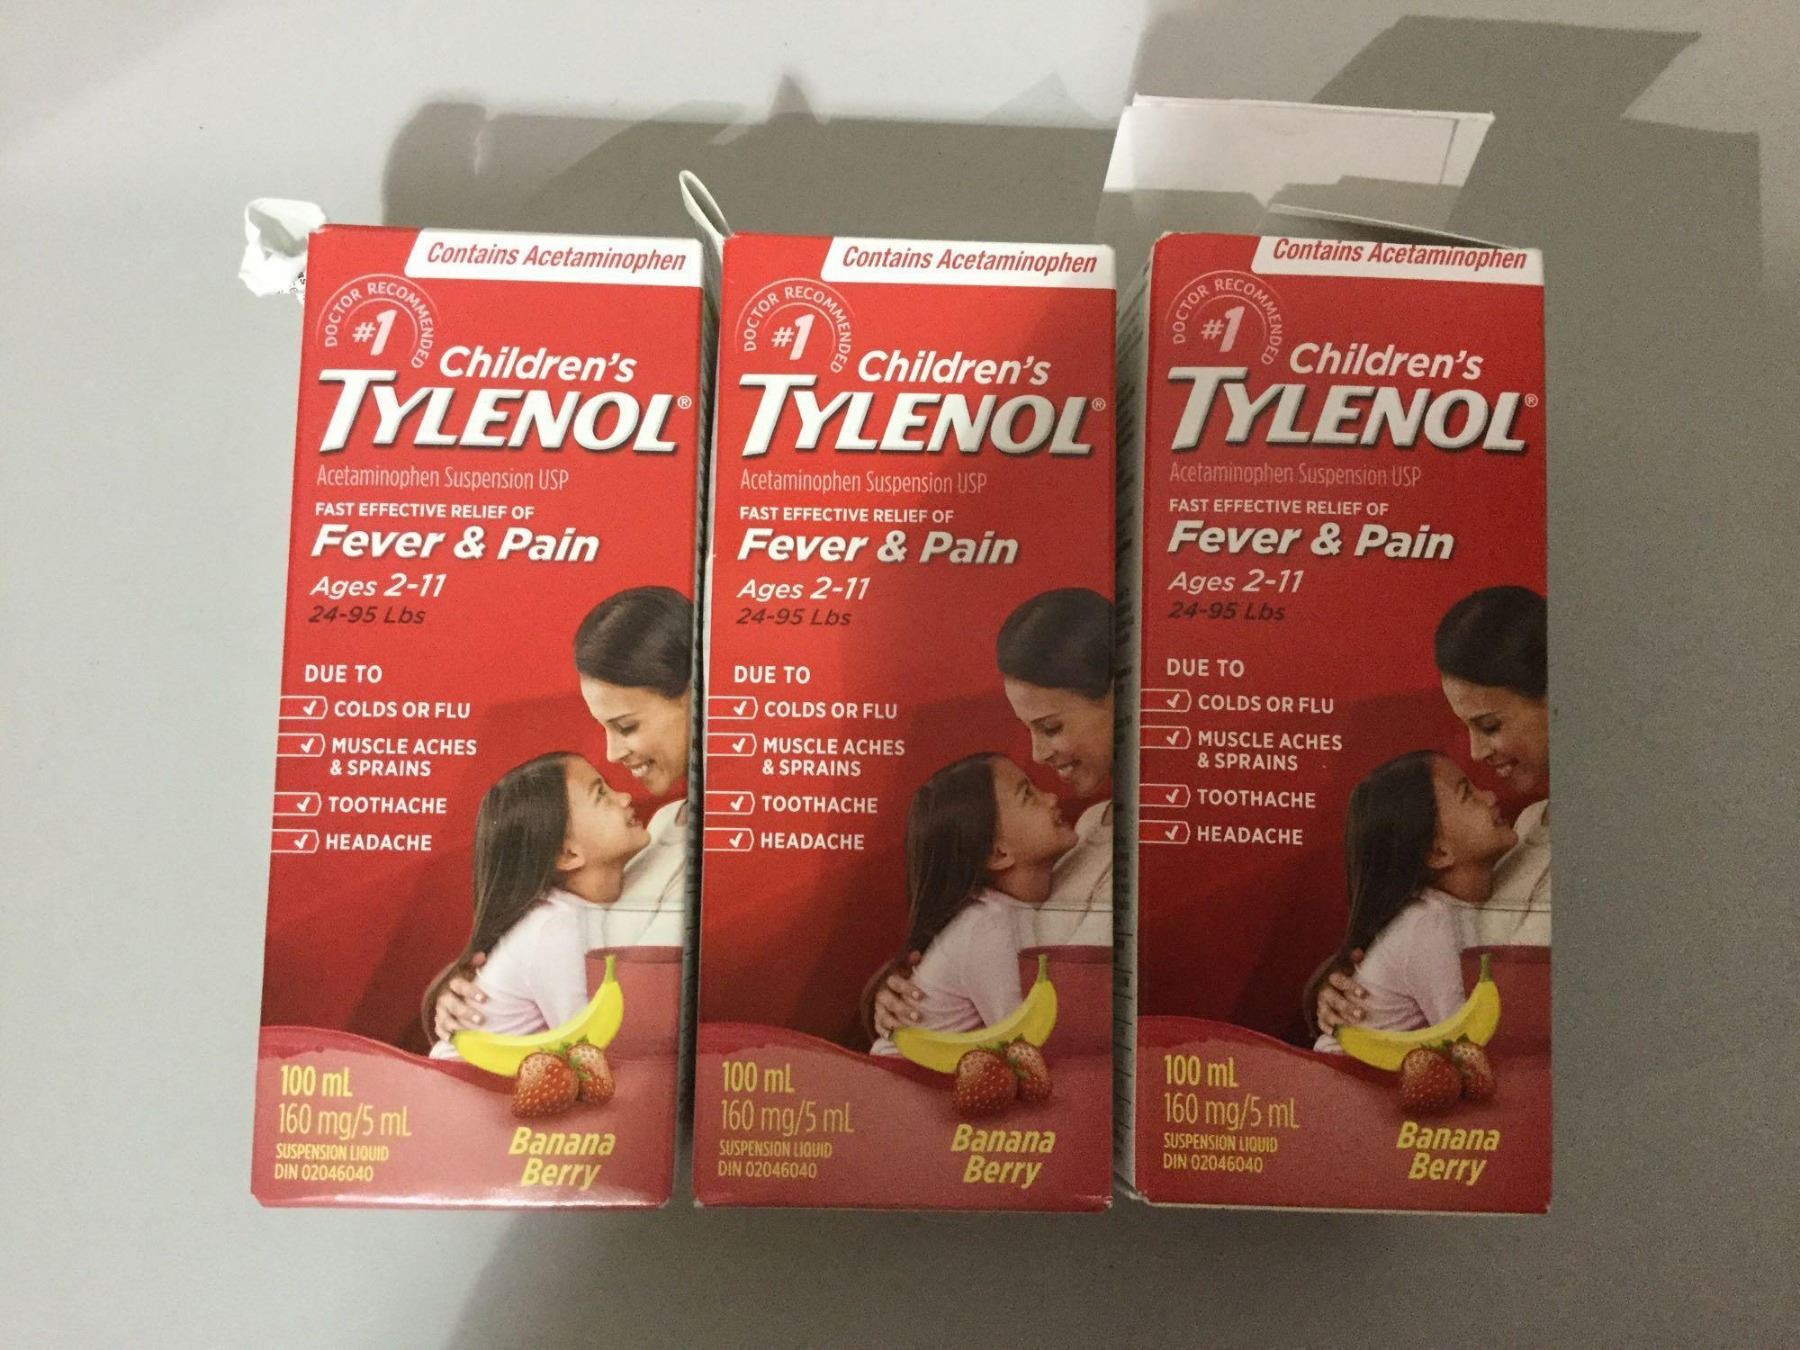 Contains Acetaminophen
DOCTOR RECOMMENDED
#1
Children's
TYLENOL®
Acetaminophen Suspension USP
FAST EFFECTIVE RELIEF OF
Fever & Pain
Ages 2-11
24-95 Lbs
DUE TO
COLDS OR FLU
MUSCLE ACHES
& SPRAINS
TOOTHACHE
HEADACHE
100 mL
160 mg/5 mL
SUSPENSION LIQUID
DIN 02046040
Banana
Berry
Contains Acetaminophen
DOCTOR RECOMMENDED
#1
Children's
TYLENOL®
Acetaminophen Suspension USP
FAST EFFECTIVE RELIEF OF
Fever & Pain
Ages 2-11
24-95 Lbs
DUE TO
COLDS OR FLU
MUSCLE ACHES
& SPRAINS
TOOTHACHE
HEADACHE
100 mL
160 mg/5 mL
SUSPENSION LIQUID
DIN 02046040
Banana
Berry
Contains Acetaminophen
DOCTOR RECOMMENDED
#1
Children's
TYLENOL®
Acetaminophen Suspension USP
FAST EFFECTIVE RELIEF OF
Fever & Pain
Ages 2-11
24-95 Lbs
DUE TO
COLDS OR FLU
MUSCLE ACHES
& SPRAINS
TOOTHACHE
HEADACHE
100 mL
160 mg/5 mL
SUSPENSION LIQUID
DIN 02046040
Banana
Berry